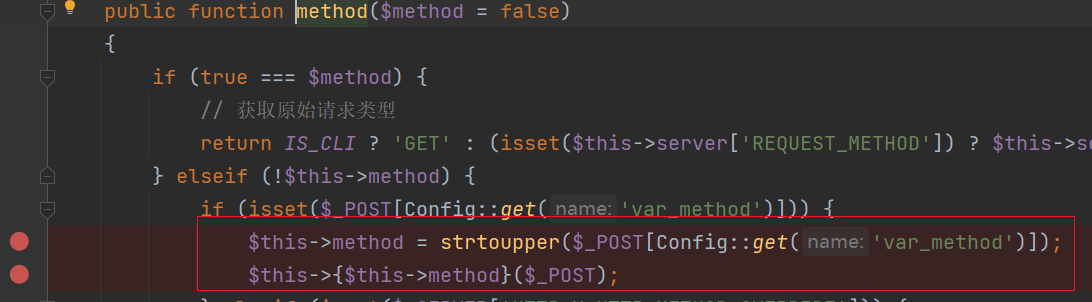 public function method($method = false)
{
if (true === $method) {
// 获取原始请求类型
return IS_CLI ? 'GET' : (isset($this->server['REQUEST_METHOD']) ? $this->se
} elseif (!$this->method) {
if (isset($_POST[Config::get( name: 'var_method')])) {
$this->method = strtoupper($_POST[Config::get( name: 'var_method')]);
$this->{$this->method}($_POST);